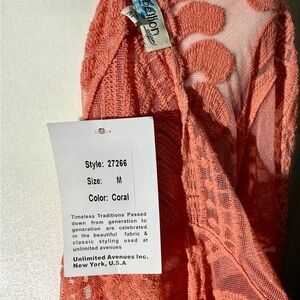 Style: 27266
Size: M
Color: Coral
Timeless Traditions Passed
down from generation to
generation are celebrated
in the beautiful fabric &
classic styling used at
unlimited avenues
Unlimited Avenues Inc.
New York, U.S.A